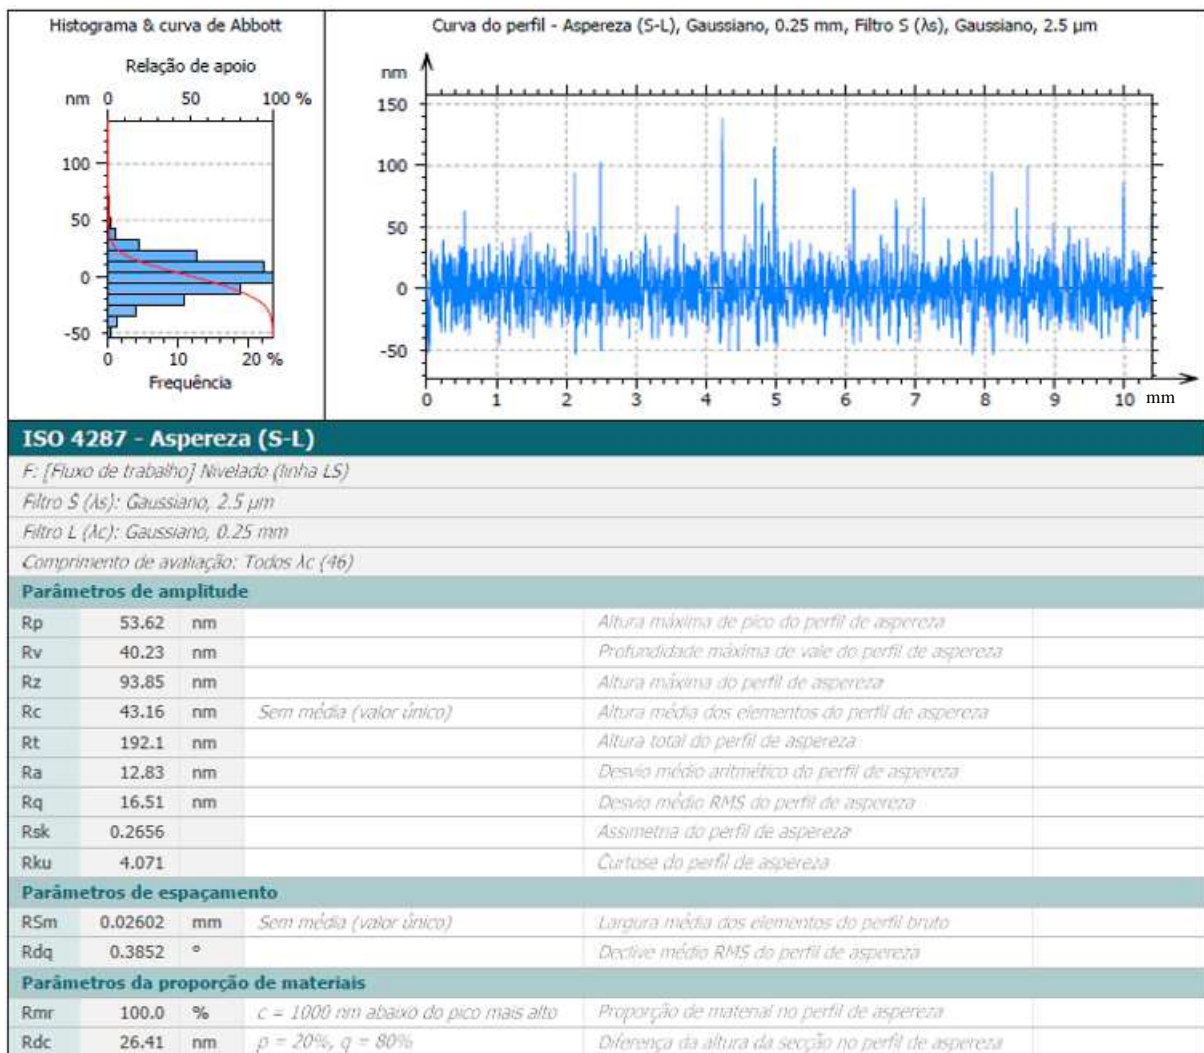 Histograma & curva de Abbott
Relação de apoio
nm 0 50 100 %
100
50
0
-50
0 10 20 %
Frequência
Curva do perfil - Aspereza (S-L), Gaussiano, 0.25 mm, Filtro S (λs), Gaussiano, 2.5 µm
nm
150
100
50
0
-50
0 1 2 3 4 5 6 7 8 9 10 mm
ISO 4287 - Aspereza (S-L)
F: [Fluxo de trabalho] Nivelado (linha LS)
Filtro S (λs): Gaussiano, 2.5 µm
Filtro L (λc): Gaussiano, 0.25 mm
Comprimento de avaliação: Todos λc (46)
Parâmetros de amplitude
Rp 53.62 nm Altura máxima de pico do perfil de aspereza
Rv 40.23 nm Profundidade máxima de vale do perfil de aspereza
Rz 93.85 nm Altura máxima do perfil de aspereza
Rc 43.16 nm Sem média (valor único) Altura média dos elementos do perfil de aspereza
Rt 192.1 nm Altura total do perfil de aspereza
Ra 12.83 nm Desvio médio aritmético do perfil de aspereza
Rq 16.51 nm Desvio médio RMS do perfil de aspereza
Rsk 0.2656 Assimetria do perfil de aspereza
Rku 4.071 Curtose do perfil de aspereza
Parâmetros de espaçamento
RSm 0.02602 mm Sem média (valor único) Largura média dos elementos do perfil bruto
Rdq 0.3852 ° Declive médio RMS do perfil de aspereza
Parâmetros da proporção de materiais
Rmr 100.0 % c = 1000 nm abaixo do pico mais alto Proporção de material no perfil de aspereza
Rdc 26.41 nm p = 20%, q = 80% Diferença da altura da secção no perfil de aspereza